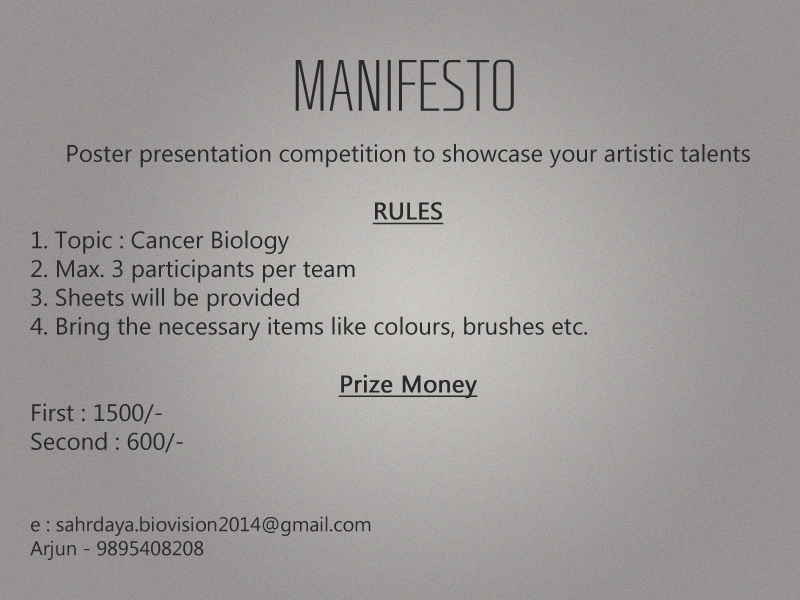 MANIFESTO
Poster presentation competition to showcase your artistic talents
RULES
1. Topic : Cancer Biology
2. Max. 3 participants per team
3. Sheets will be provided
4. Bring the necessary items like colours, brushes etc.
Prize Money
First : 1500/-
Second : 600/-
e : sahrdaya.biovision2014@gmail.com
Arjun - 9895408208